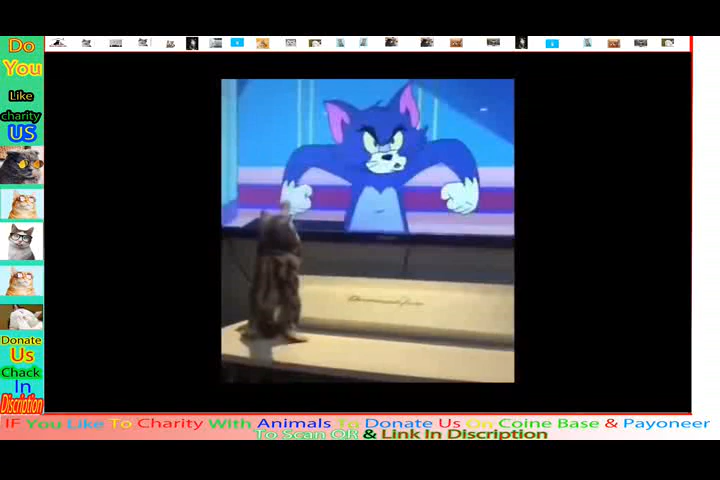 Do
You
Like
charity
US
Donate
Us
Chack
In
Discription
IF You Like To Charity With Animals To Donate Us On Coine Base & Payoneer
To Scan QR & Link In Discription